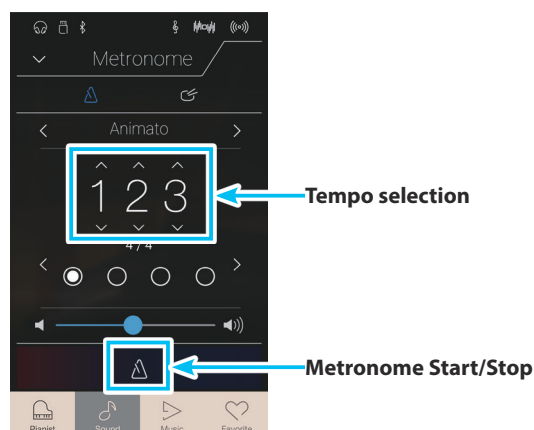 Metronome
Animato
1 2 3
Tempo selection
4 / 4
Metronome Start/Stop
Pianist Sound Music Favorite